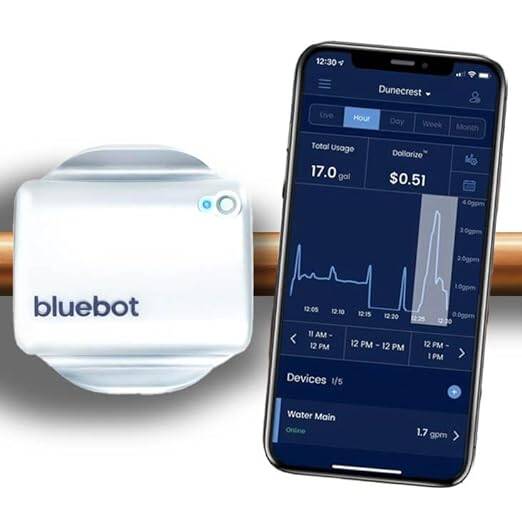 bluebot
12:30
Dunecrest
Live Hour Day Week Month
Total Usage Dollarize™
17.0 gal $0.51
4.0gpm
3.0gpm
2.0gpm
1.0gpm
0.0gpm
12:05 12:10 12:15 12:20 12:25 12:30
11 AM - 12 PM
12 PM - 12 PM
12 PM - 1 PM
Devices 1/5
Water Main
Online
1.7 gpm